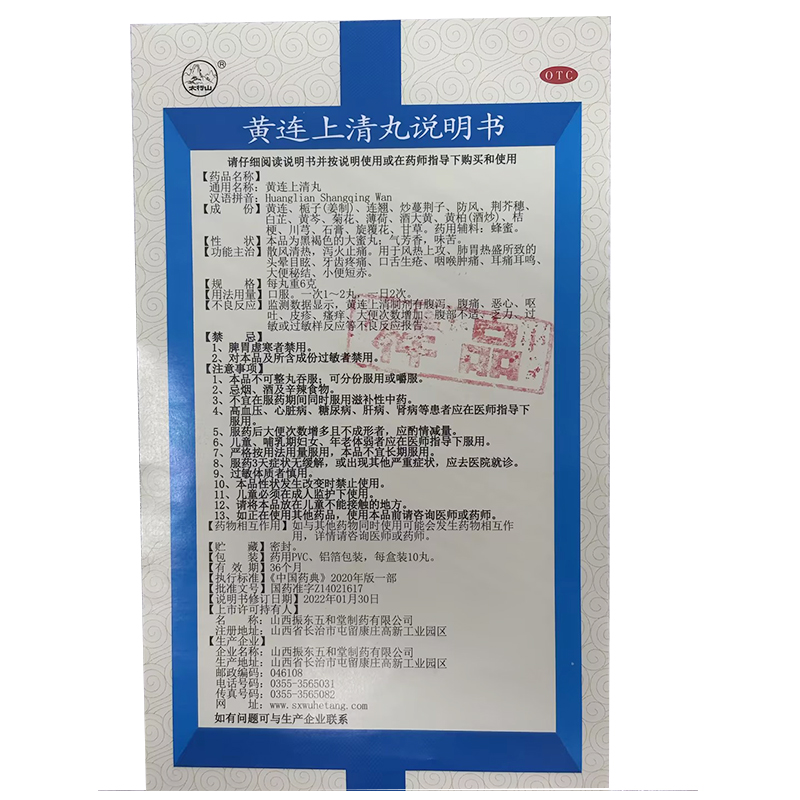 太行山
®
OTC
黄连上清丸说明书
请仔细阅读说明书并按说明使用或在药师指导下购买和使用
【药品名称】
通用名称：黄连上清丸
汉语拼音：Huanglian Shangqing Wan
【成　份】黄连、栀子(姜制)、连翘、炒蔓荆子、防风、荆芥穗、
白芷、黄芩、菊花、薄荷、酒大黄、黄柏(酒炒)、桔
梗、川芎、石膏、旋覆花、甘草。药用辅料：蜂蜜。
【性　状】本品为黑褐色的大蜜丸；气芳香，味苦。
【功能主治】散风清热，泻火止痛。用于风热上攻、肺胃热盛所致的
头晕目眩、牙齿疼痛、口舌生疮、咽喉肿痛、耳痛耳鸣、
大便秘结、小便短赤。
【规　格】每丸重6克
【用法用量】口服。一次1～2丸，一日2次。
【不良反应】监测数据显示，黄连上清制剂有腹泻、腹痛、恶心、呕
吐、皮疹、瘙痒、大便次数增加、腹部不适、乏力、过
敏或过敏样反应等不良反应报告。
【禁　忌】
1、脾胃虚寒者禁用。
2、对本品及所含成份过敏者禁用。
【注意事项】
1、本品不可整丸吞服；可分份服用或嚼服。
2、忌烟、酒及辛辣食物。
3、不宜在服药期间同时服用滋补性中药。
4、高血压、心脏病、糖尿病、肝病、肾病等患者应在医师指导下
服用。
5、服药后大便次数增多且不成形者，应酌情减量。
6、儿童、哺乳期妇女、年老体弱者应在医师指导下服用。
7、严格按用法用量服用，本品不宜长期服用。
8、服药3天症状无缓解，或出现其他严重症状，应去医院就诊。
9、过敏体质者慎用。
10、本品性状发生改变时禁止使用。
11、儿童必须在成人监护下使用。
12、请将本品放在儿童不能接触的地方。
13、如正在使用其他药品，使用本品前请咨询医师或药师。
【药物相互作用】如与其他药物同时使用可能会发生药物相互作
用，详情请咨询医师或药师。
【贮　藏】密封。
【包　装】药用PVC、铝箔包装，每盒装10丸。
【有 效 期】36个月
【执行标准】《中国药典》2020年版一部
【批准文号】国药准字Z14021617
【说明书修订日期】2022年01月30日
【上市许可持有人】
名　称：山西振东五和堂制药有限公司
注册地址：山西省长治市屯留康庄高新工业园区
【生产企业】
企业名称：山西振东五和堂制药有限公司
生产地址：山西省长治市屯留康庄高新工业园区
邮政编码：046108
电话号码：0355-3565031
传真号码：0355-3565082
网　址：www.sxwuhetang.com
如有问题可与生产企业联系
样品